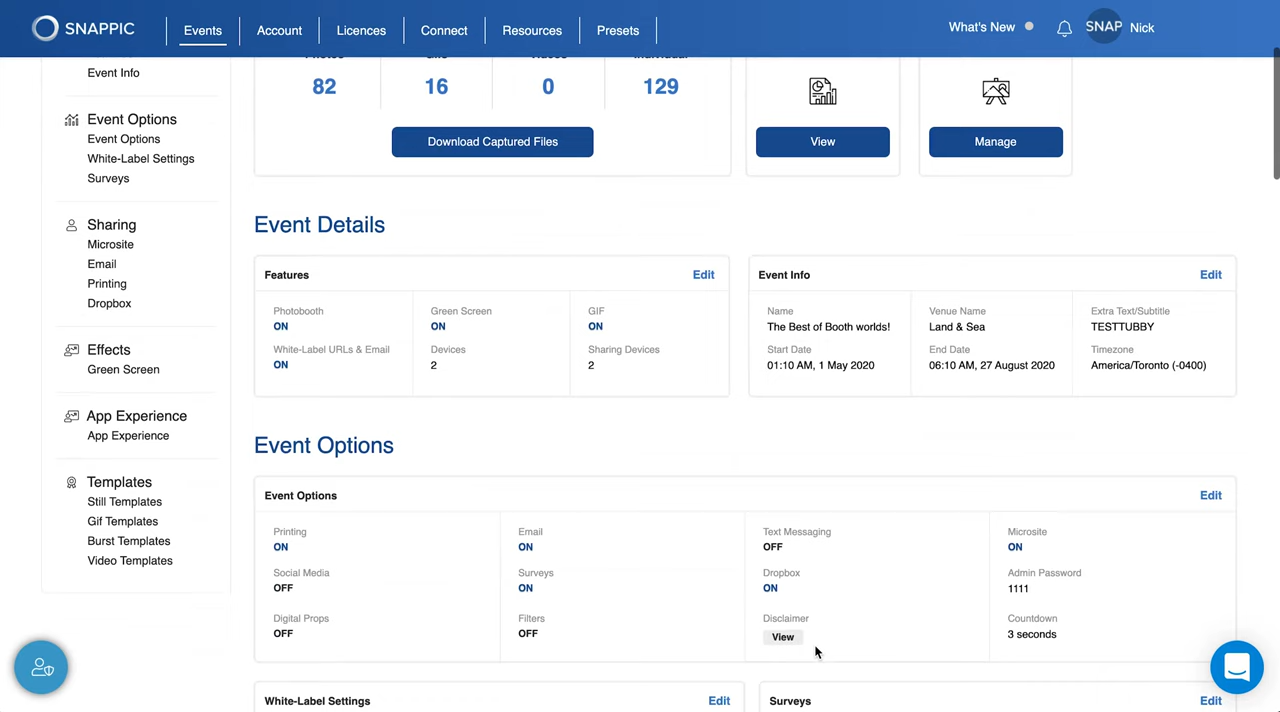 SNAPPIC
Events
Account
Licences
Connect
Resources
Presets
What's New
SNAP
Nick
Event Info
Event Options
Event Options
White-Label Settings
Surveys
Sharing
Microsite
Email
Printing
Dropbox
Effects
Green Screen
App Experience
App Experience
Templates
Still Templates
Gif Templates
Burst Templates
Video Templates
82
16
0
129
Download Captured Files
View
Manage
Event Details
Features
Edit
Photobooth
ON
Green Screen
ON
GIF
ON
White-Label URLs & Email
ON
Devices
2
Sharing Devices
2
Event Info
Edit
Name
The Best of Booth worlds!
Venue Name
Land & Sea
Extra Text/Subtitle
TESTTUBBY
Start Date
01:10 AM, 1 May 2020
End Date
06:10 AM, 27 August 2020
Timezone
America/Toronto (-0400)
Event Options
Event Options
Edit
Printing
ON
Email
ON
Text Messaging
OFF
Microsite
ON
Social Media
OFF
Surveys
ON
Dropbox
ON
Admin Password
1111
Digital Props
OFF
Filters
OFF
Disclaimer
View
Countdown
3 seconds
White-Label Settings
Edit
Surveys
Edit